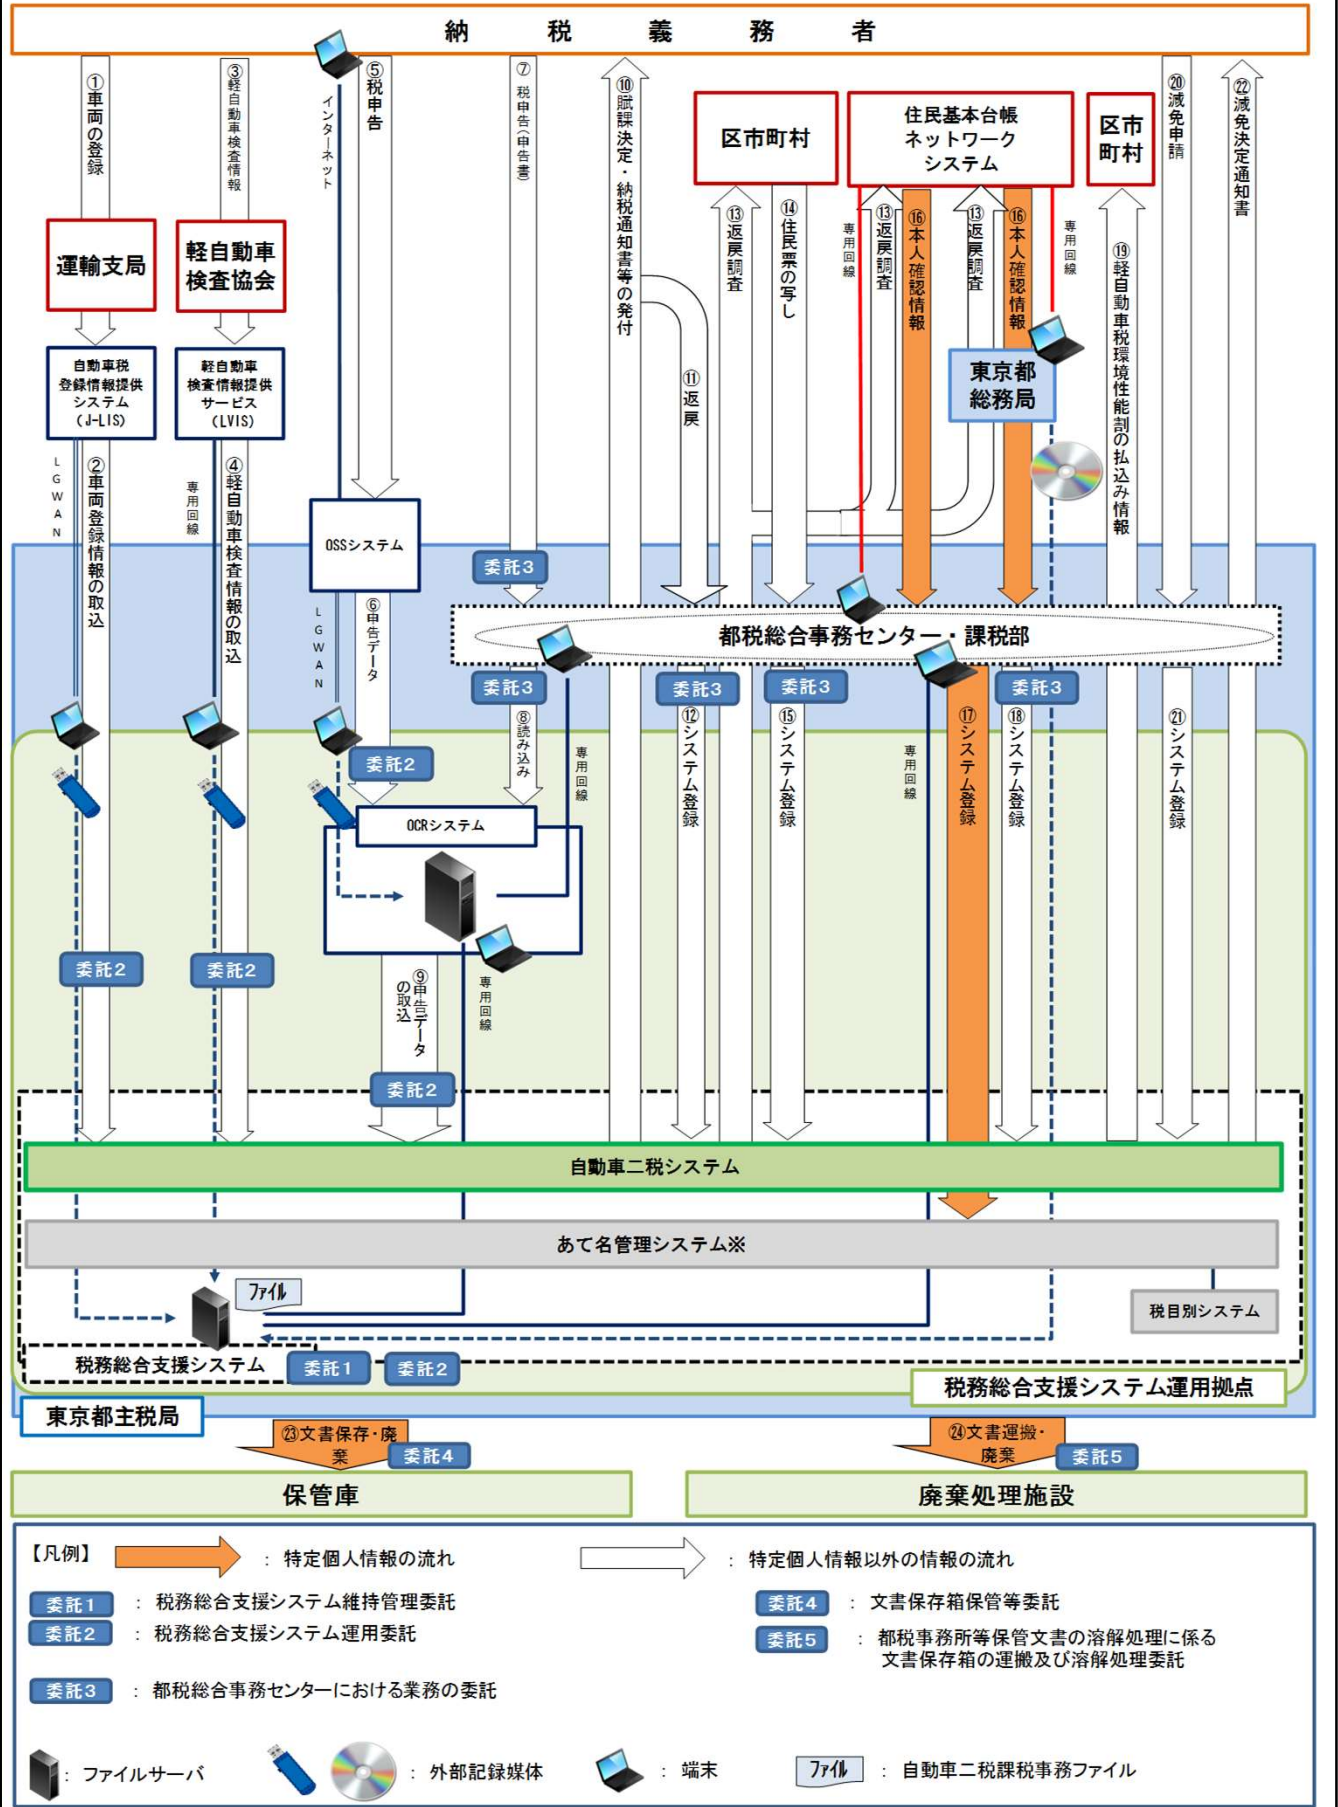 納税義務者
①車両の登録
③軽自動車検査情報
インターネット
⑤税申告
⑦税申告(申告書)
⑩賦課決定・納税通知書等の発付
区市町村
住民基本台帳
ネットワーク
システム
区市
町村
⑳減免申請
㉒減免決定通知書
運輸支局
軽自動車
検査協会
⑬返戻調査
⑭住民票の写し
専用回線
⑬返戻調査
⑯本人確認情報
⑬返戻調査
⑯本人確認情報
専用回線
⑲軽自動車税環境性能割の払込み情報
自動車税
登録情報提供
システム
(J-LIS)
軽自動車
検査情報提供
サービス
(LVIS)
⑪返戻
東京都
総務局
LGWAN
②車両登録情報の取込
専用回線
④軽自動車検査情報の取込
OSSシステム
委託3
LGWAN
⑥申告データ
都税総合事務センター・課税部
委託3
委託3
委託3
委託3
⑧読み込み
専用回線
⑫システム登録
⑮システム登録
専用回線
⑰システム登録
⑱システム登録
㉑システム登録
委託2
OCRシステム
委託2
委託2
⑨申告データ
の取込
専用回線
委託2
自動車二税システム
あて名管理システム※
ファイル
税目別システム
税務総合支援システム
委託1
委託2
税務総合支援システム運用拠点
東京都主税局
㉓文書保存・廃
棄
委託4
㉔文書運搬・
廃棄
委託5
保管庫
廃棄処理施設
【凡例】
：特定個人情報の流れ
：特定個人情報以外の情報の流れ
委託1：税務総合支援システム維持管理委託
委託2：税務総合支援システム運用委託
委託3：都税総合事務センターにおける業務の委託
委託4：文書保存箱保管等委託
委託5：都税事務所等保管文書の溶解処理に係る
文書保存箱の運搬及び溶解処理委託
：ファイルサーバ
：外部記録媒体
：端末
ファイル：自動車二税課税事務ファイル